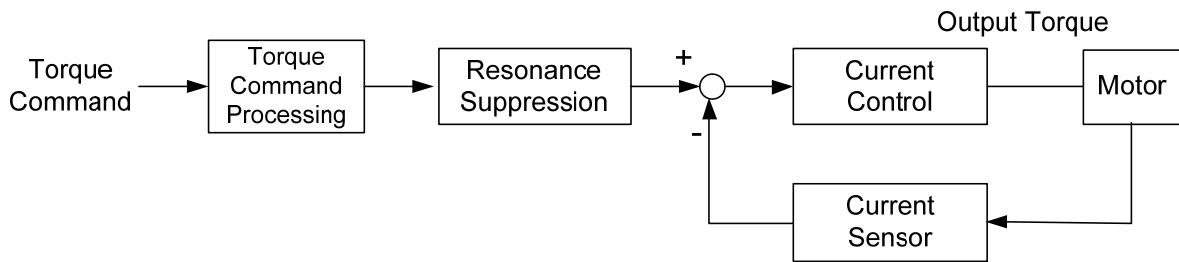 Torque
Command
Torque
Command
Processing
Resonance
Suppression
+
-
Current
Control
Output Torque
Motor
Current
Sensor